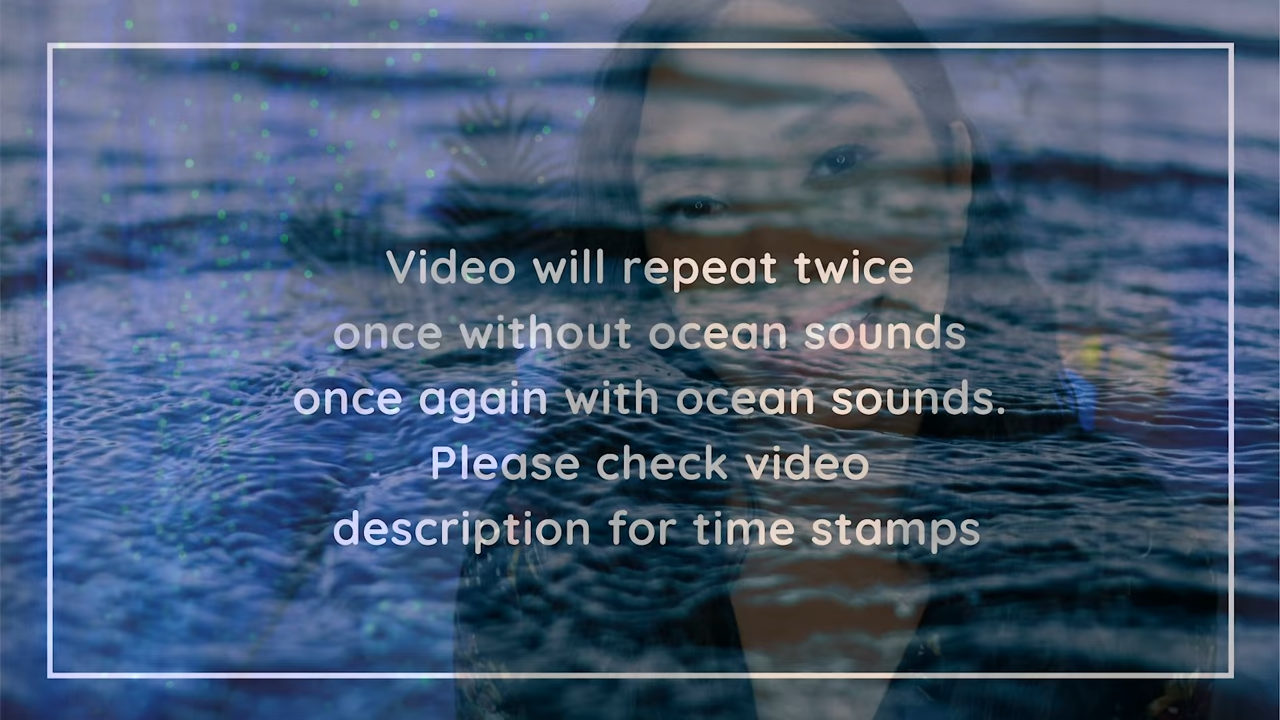 Video will repeat twice
once without ocean sounds
once again with ocean sounds.
Please check video
description for time stamps